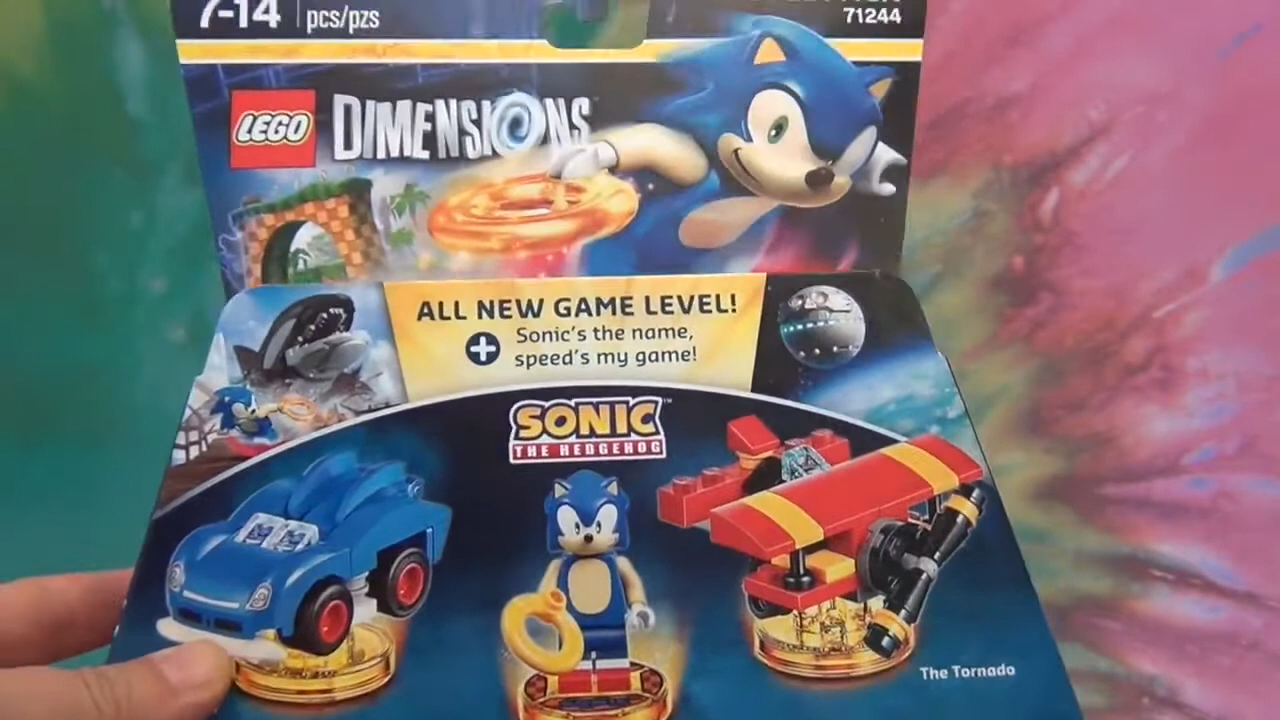 7-14
pcs/pzs
71244
LEGO DIMENSIONS
ALL NEW GAME LEVEL!
+ Sonic's the name,
speed's my game!
SONIC™
THE HEDGEHOG
The Tornado